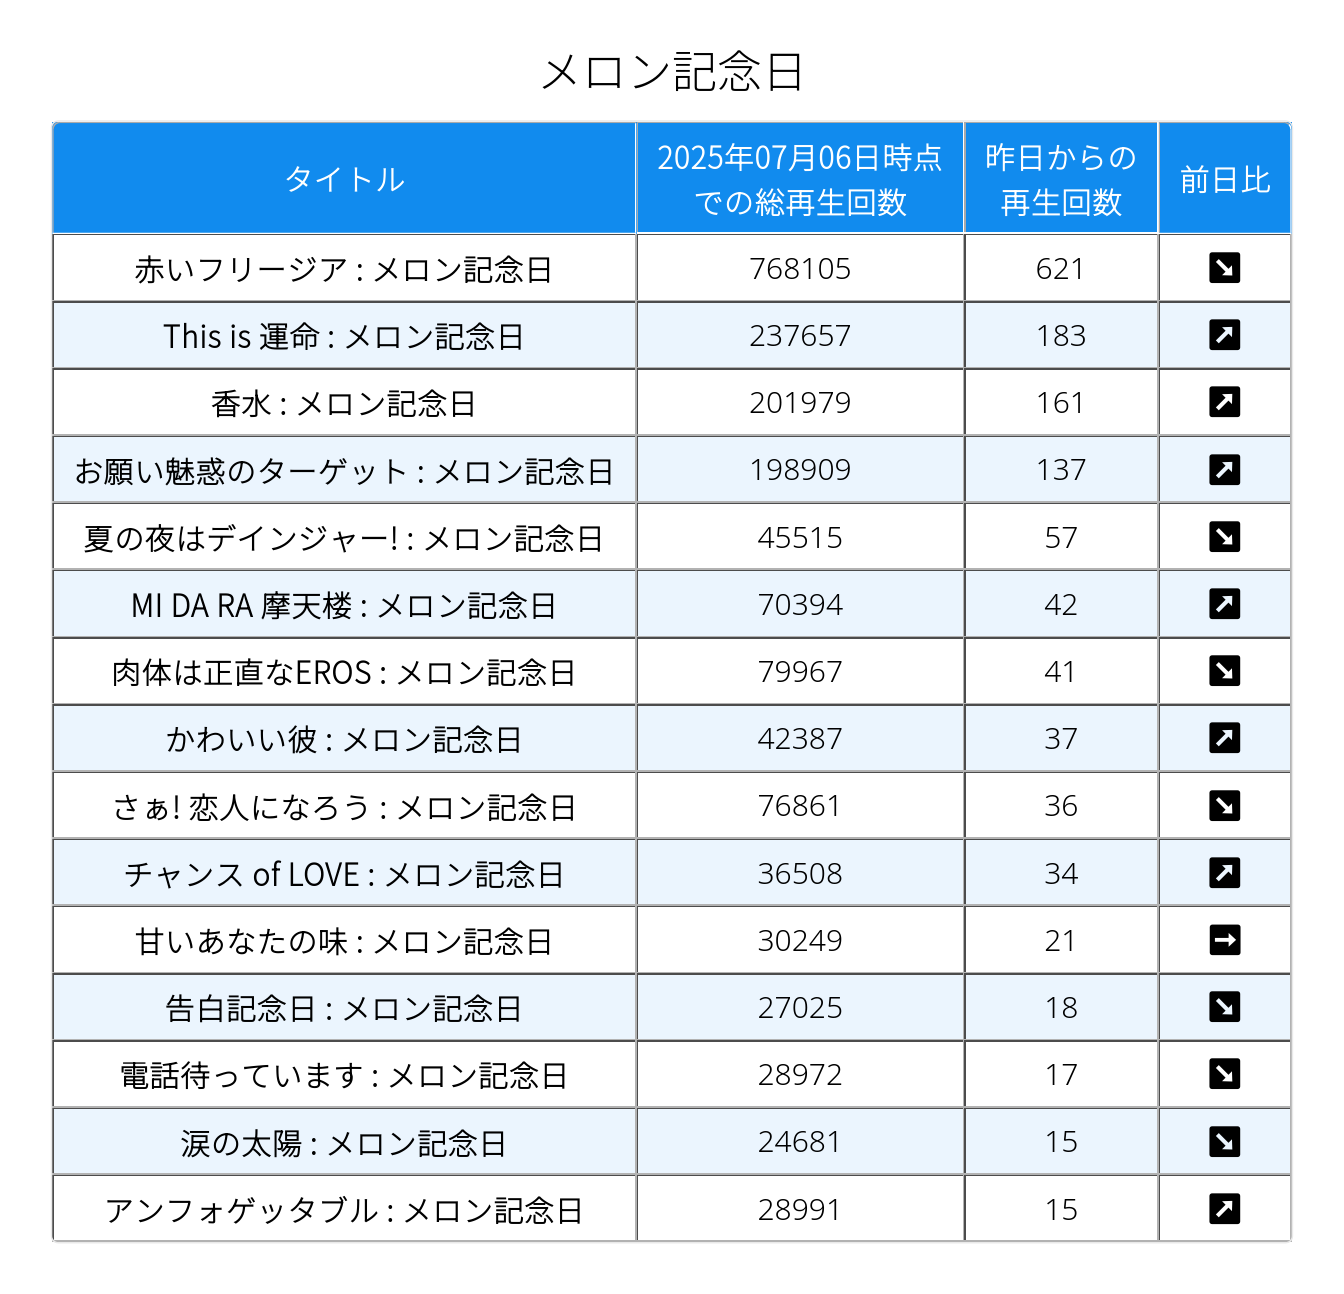 メロン記念日
タイトル 2025年07月06日時点での総再生回数 昨日からの再生回数 前日比
赤いフリージア : メロン記念日 768105 621 ↘
This is 運命 : メロン記念日 237657 183 ↗
香水 : メロン記念日 201979 161 ↗
お願い魅惑のターゲット : メロン記念日 198909 137 ↗
夏の夜はデインジャー! : メロン記念日 45515 57 ↘
MI DA RA 摩天楼 : メロン記念日 70394 42 ↗
肉体は正直なEROS : メロン記念日 79967 41 ↘
かわいい彼 : メロン記念日 42387 37 ↗
さぁ! 恋人になろう : メロン記念日 76861 36 ↘
チャンス of LOVE : メロン記念日 36508 34 ↗
甘いあなたの味 : メロン記念日 30249 21 →
告白記念日 : メロン記念日 27025 18 ↘
電話待っています : メロン記念日 28972 17 ↘
涙の太陽 : メロン記念日 24681 15 ↘
アンフォゲッタブル : メロン記念日 28991 15 ↗